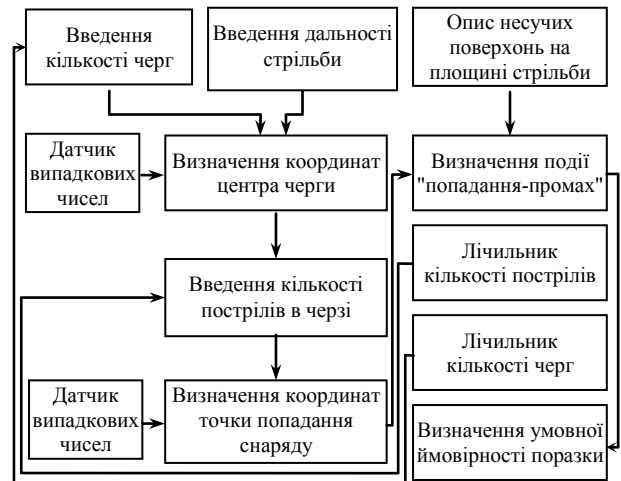 Введення
кількості черг
Введення дальності
стрільби
Опис несучих
поверхонь на
площині стрільби
Датчик
випадкових
чисел
Визначення координат
центра черги
Визначення події
"попадання-промах"
Лічильник
кількості пострілів
Введення кількості
пострілів в черзі
Лічильник
кількості черг
Датчик
випадкових
чисел
Визначення координат
точки попадання
снаряду
Визначення умовної
ймовірності поразки